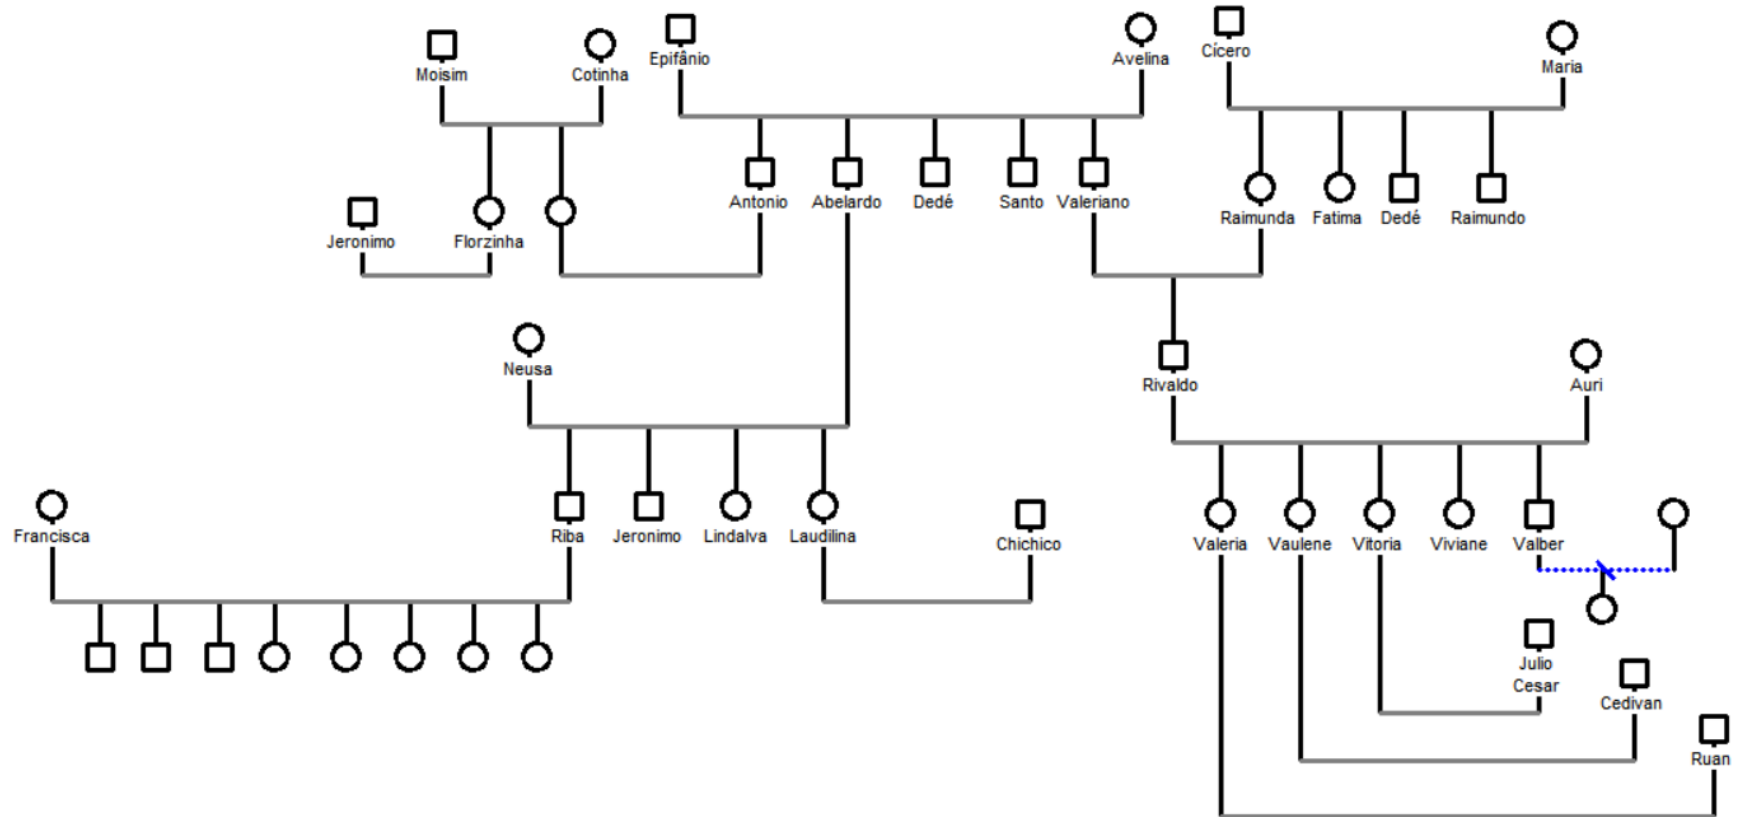 Moisim
Cotinha
Epifânio
Avelina
Cícero
Maria
Jeronimo
Florzinha
Antonio
Abelardo
Dedé
Santo
Valeriano
Raimunda
Fatima
Dedé
Raimundo
Neusa
Rivaldo
Auri
Francisca
Riba
Jeronimo
Lindalva
Laudilina
Chichico
Valeria
Vaulene
Vitoria
Viviane
Valber
Julio
Cesar
Cedivan
Ruan